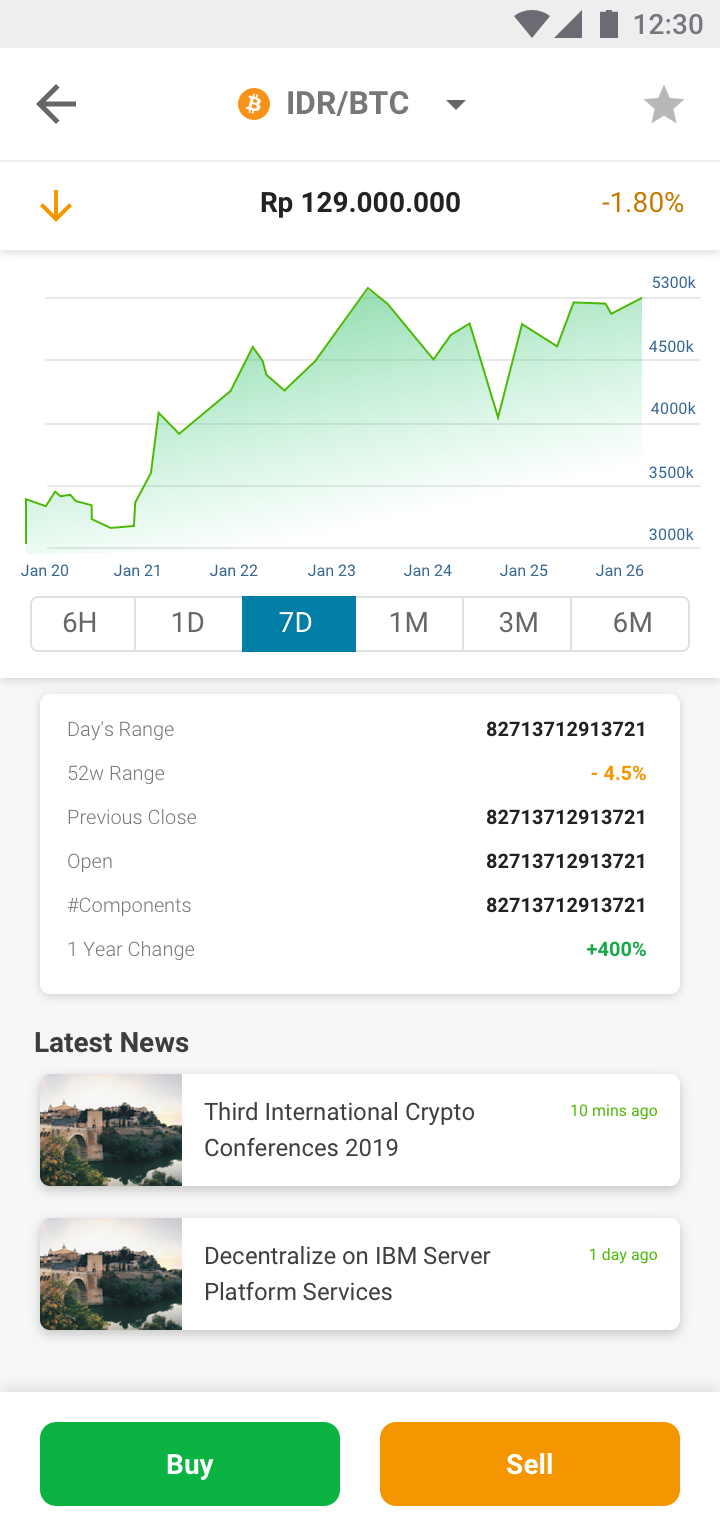 12:30
IDR/BTC
Rp 129.000.000
-1.80%
5300k
4500k
4000k
3500k
3000k
Jan 20 Jan 21 Jan 22 Jan 23 Jan 24 Jan 25 Jan 26
6H 1D 7D 1M 3M 6M
Day's Range 82713712913721
52w Range - 4.5%
Previous Close 82713712913721
Open 82713712913721
#Components 82713712913721
1 Year Change +400%
Latest News
Third International Crypto 10 mins ago
Conferences 2019
Decentralize on IBM Server 1 day ago
Platform Services
Buy Sell